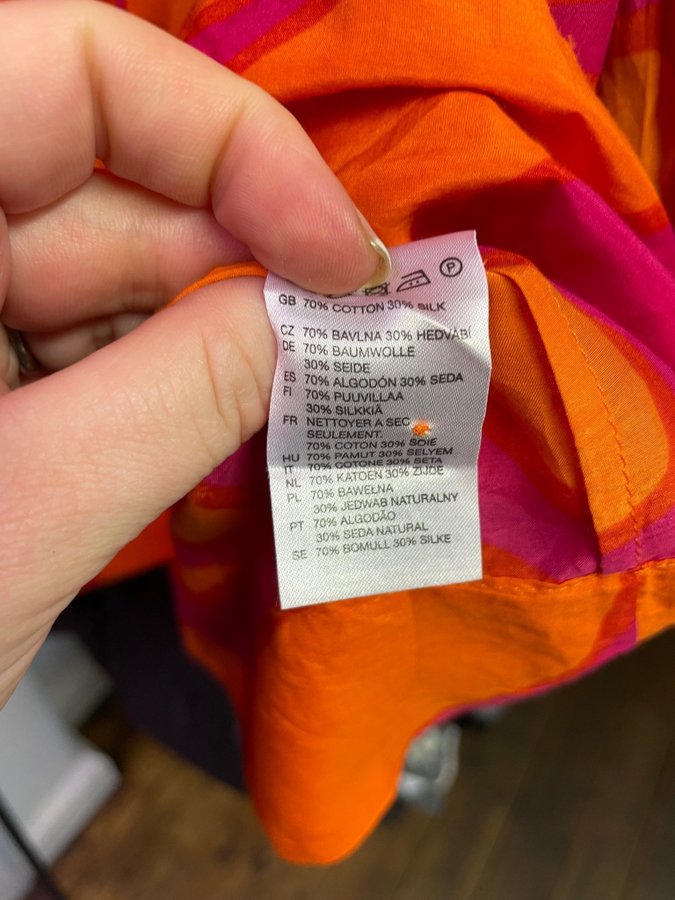 P
GB 70% COTTON 30% SILK
CZ 70% BAVLNA 30% HEDVÁBÍ
DE 70% BAUMWOLLE
30% SEIDE
ES 70% ALGODÓN 30% SEDA
FI 70% PUUVILLAA
30% SILKKIÄ
FR NETTOYER A SEC
SEULEMENT.
70% COTON 30% SOIE
HU 70% PAMUT 30% SELYEM
IT 70% COTONE 30% SETA
NL 70% KATOEN 30% ZIJDE
PL 70% BAWEŁNA
30% JEDWAB NATURALNY
PT 70% ALGODÃO
30% SEDA NATURAL
SE 70% BOMULL 30% SILKE